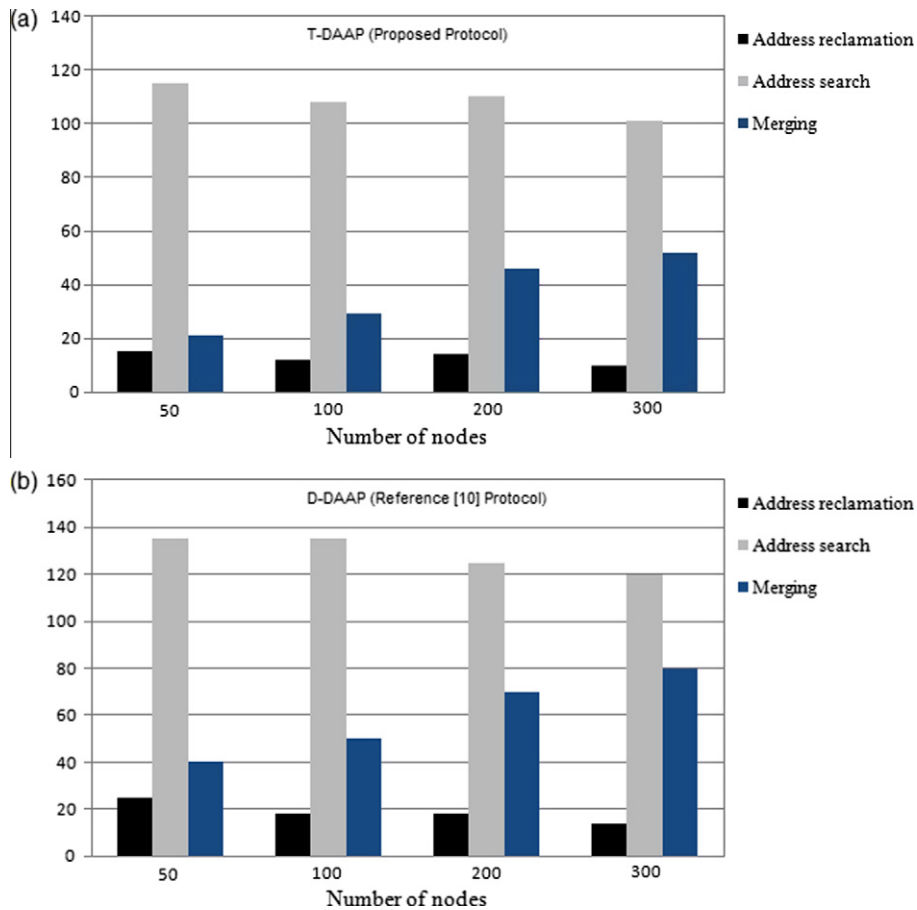 (a)
T-DAAP (Proposed Protocol)
140
120
100
80
60
40
20
0
50 100 200 300
Number of nodes
Address reclamation
Address search
Merging
(b)
D-DAAP (Reference [10] Protocol)
160
140
120
100
80
60
40
20
0
50 100 200 300
Number of nodes
Address reclamation
Address search
Merging